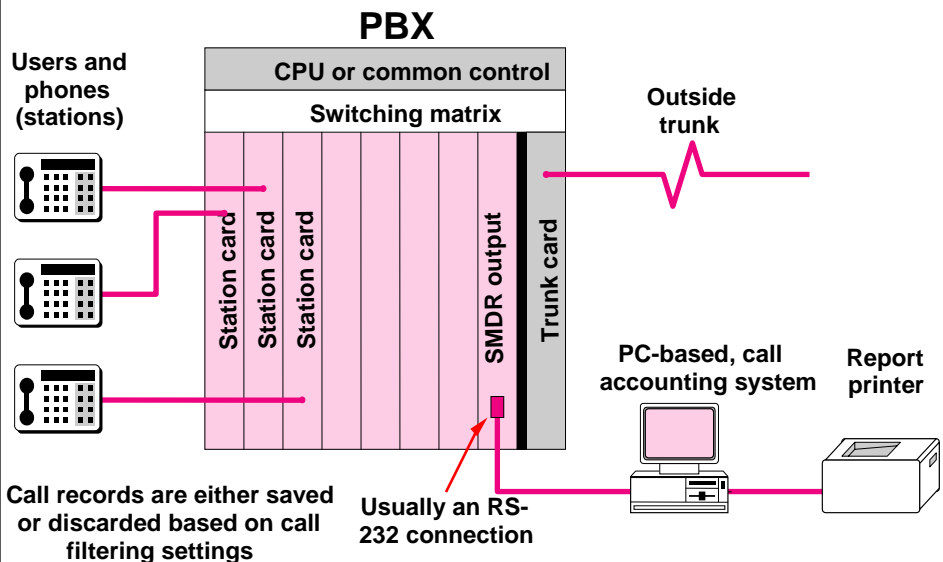 PBX
Users and
phones
(stations)
CPU or common control
Switching matrix
Outside
trunk
Station card
Station card
Station card
SMDR output
Trunk card
PC-based, call
accounting system
Report
printer
Call records are either saved
or discarded based on call
filtering settings
Usually an RS-
232 connection